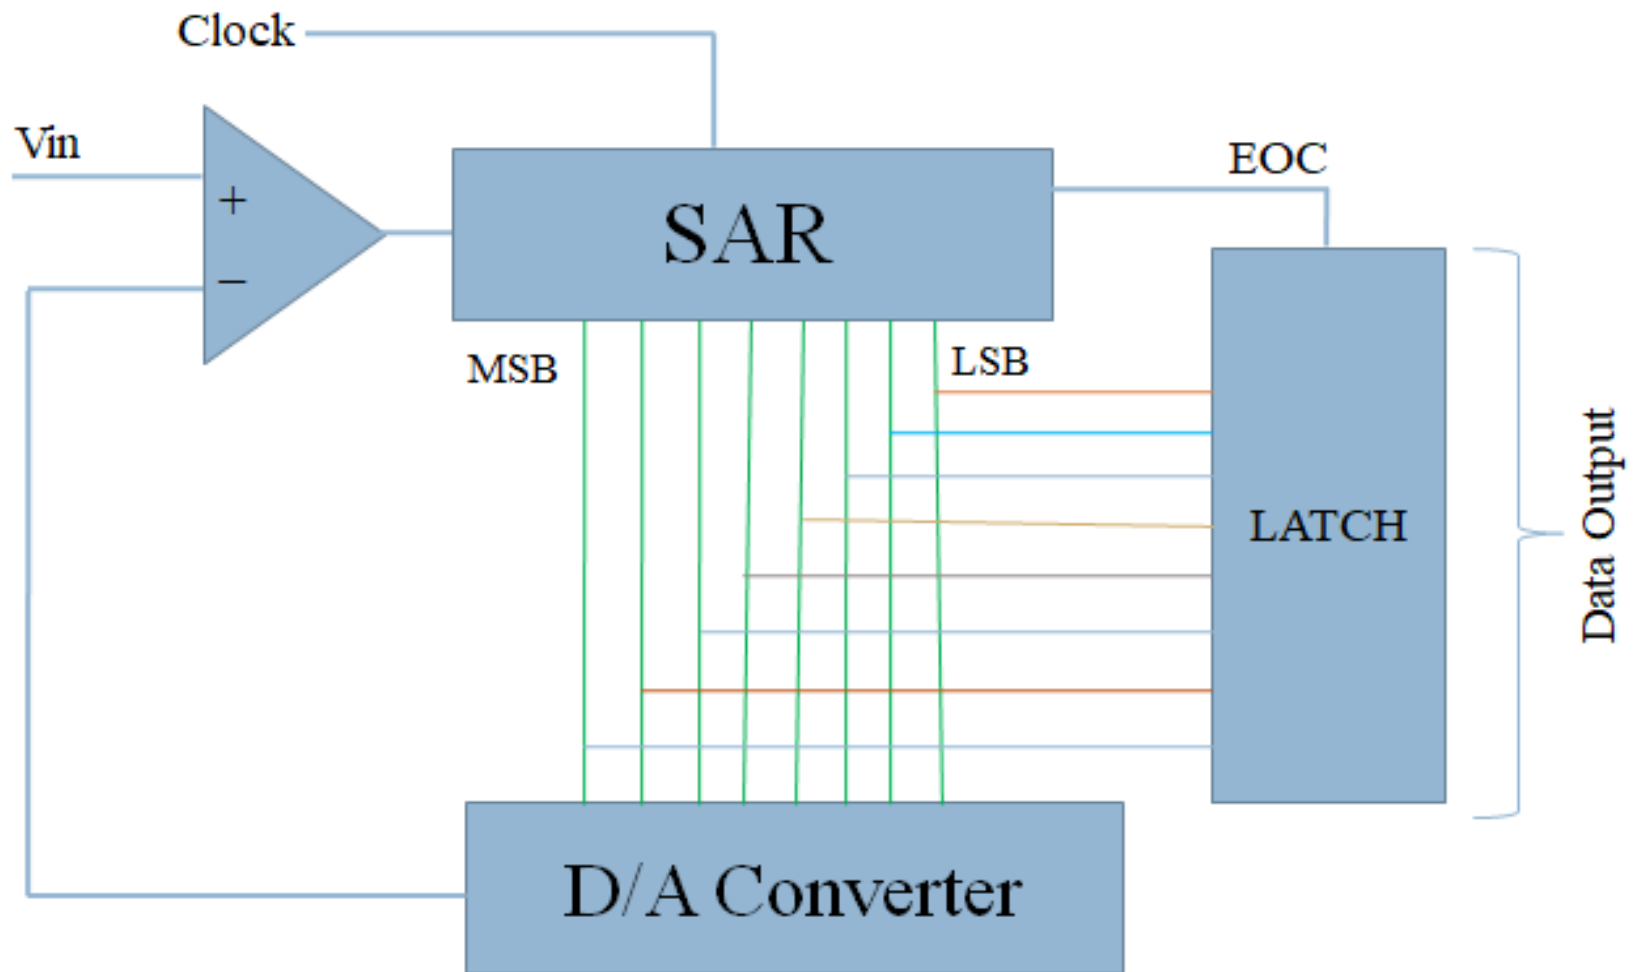 Clock
Vin
+
−
SAR
EOC
MSB
LSB
LATCH
Data Output
D/A Converter